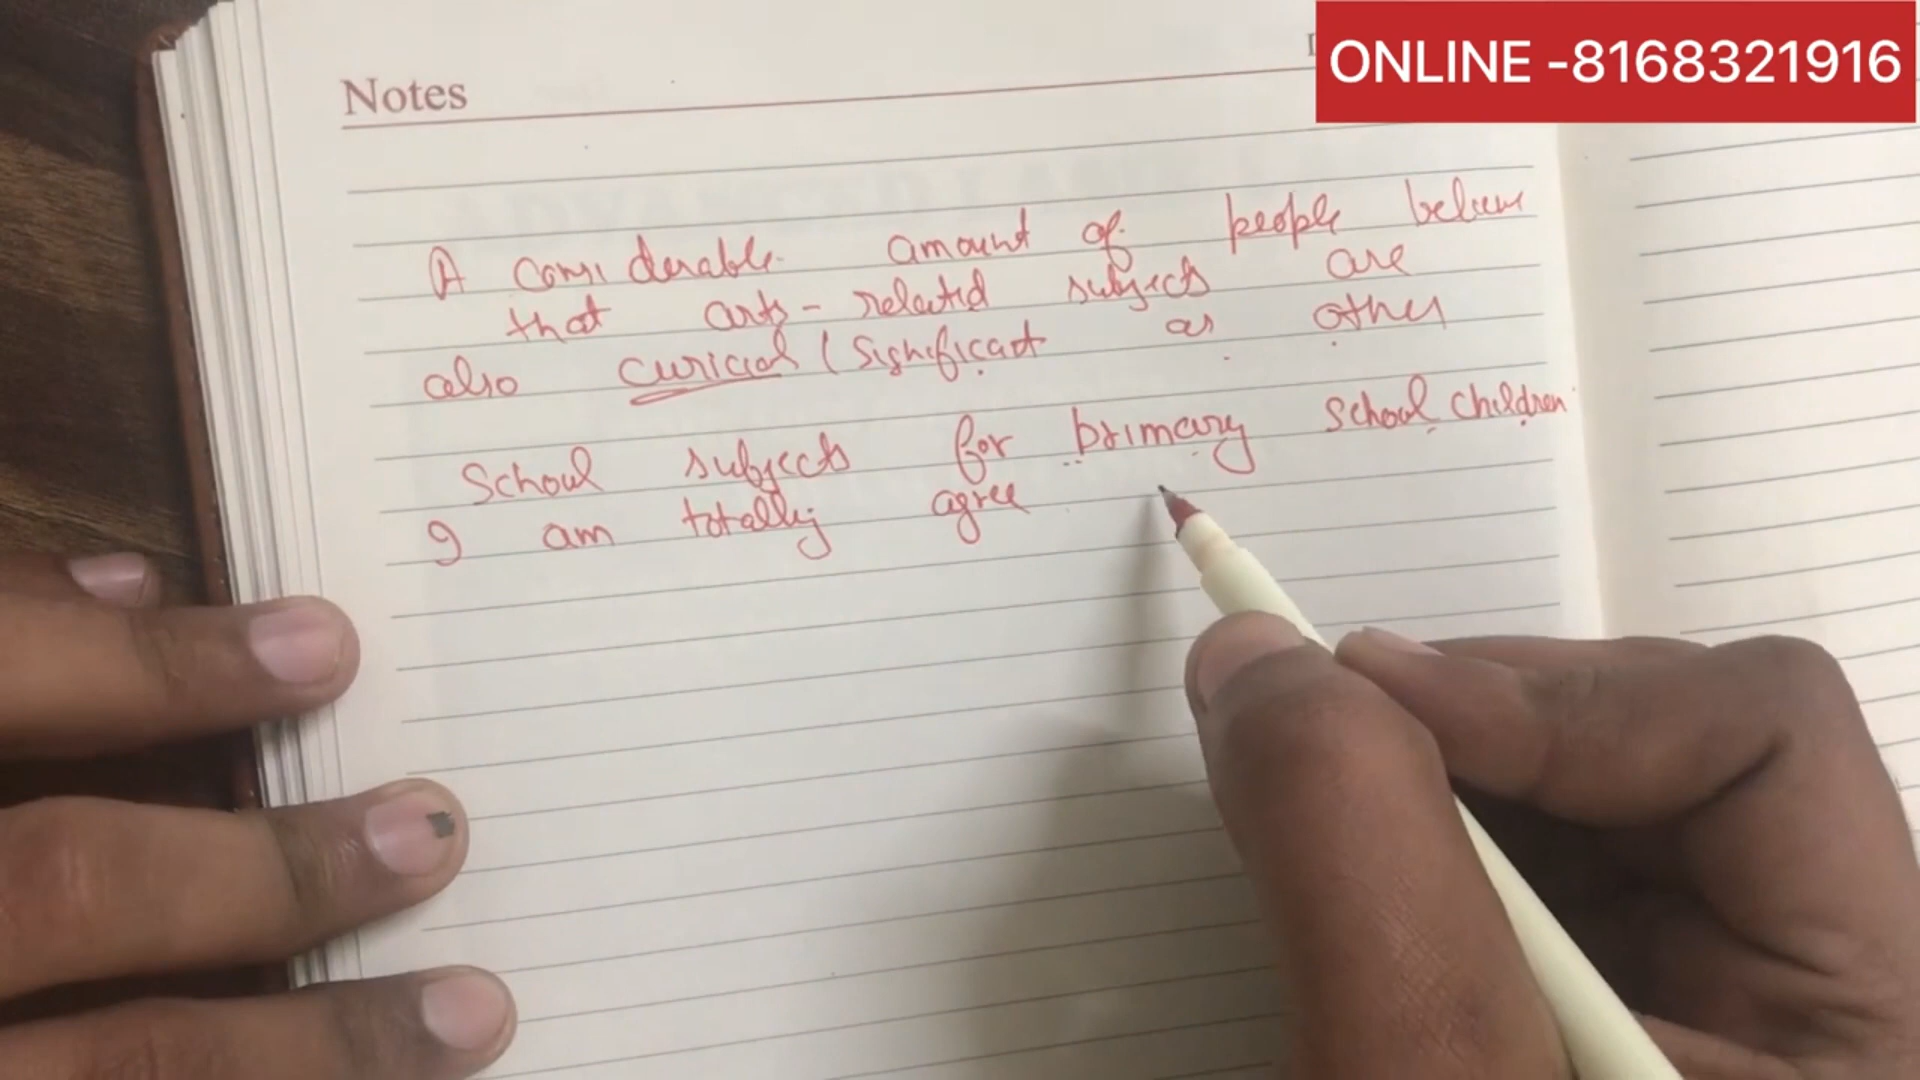 ONLINE -8168321916
Notes
A considerable amount of people believe
that arts-related subjects are
also curicial (significant as other
School subjects for primary school children
I am totally agree